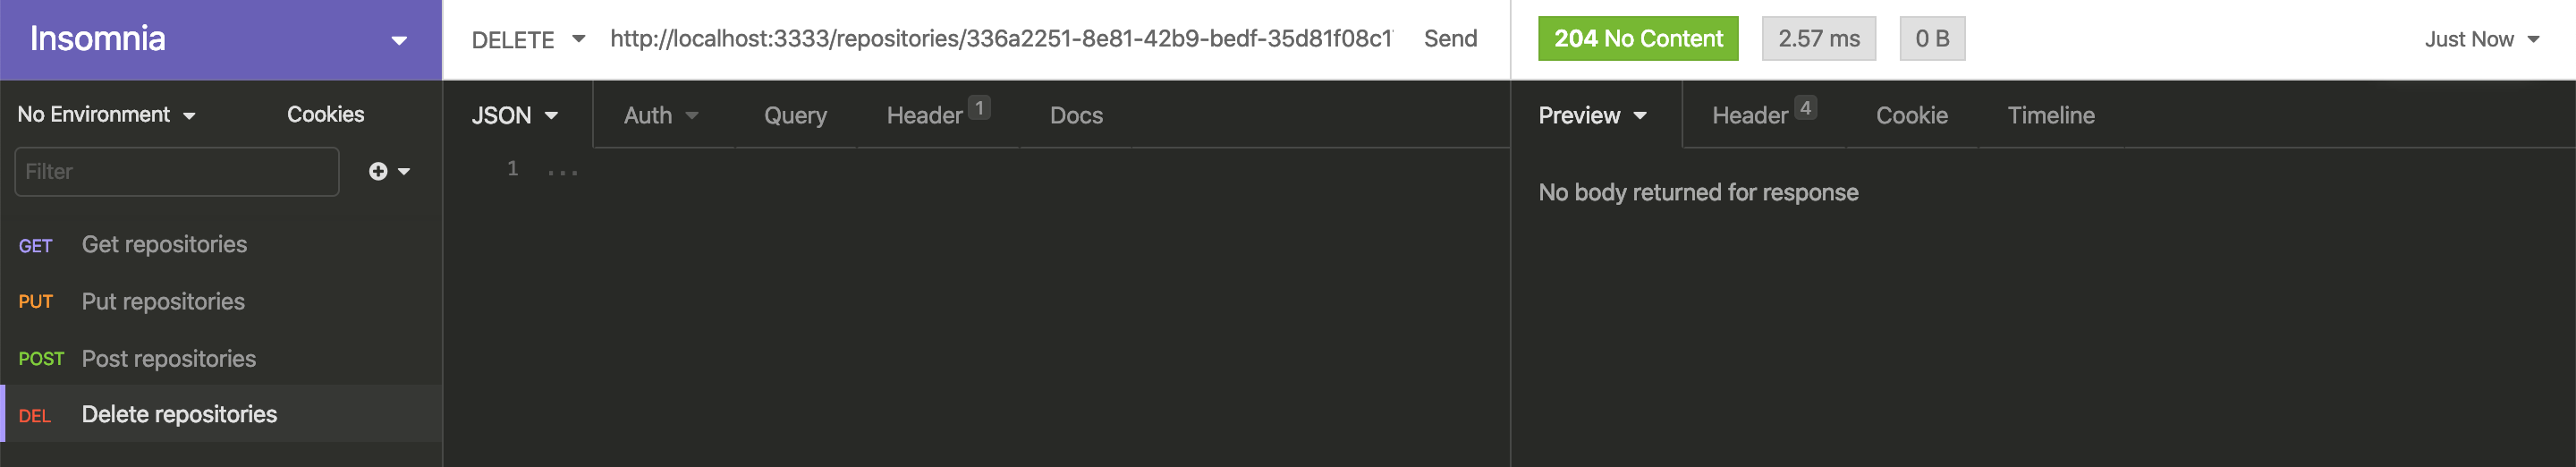 Insomnia
DELETE http://localhost:3333/repositories/336a2251-8e81-42b9-bedf-35d81f08c1 Send
204 No Content 2.57 ms 0 B Just Now
No Environment Cookies
JSON Auth Query Header 1 Docs
Preview Header 4 Cookie Timeline
Filter
1 ...
No body returned for response
GET Get repositories
PUT Put repositories
POST Post repositories
DEL Delete repositories